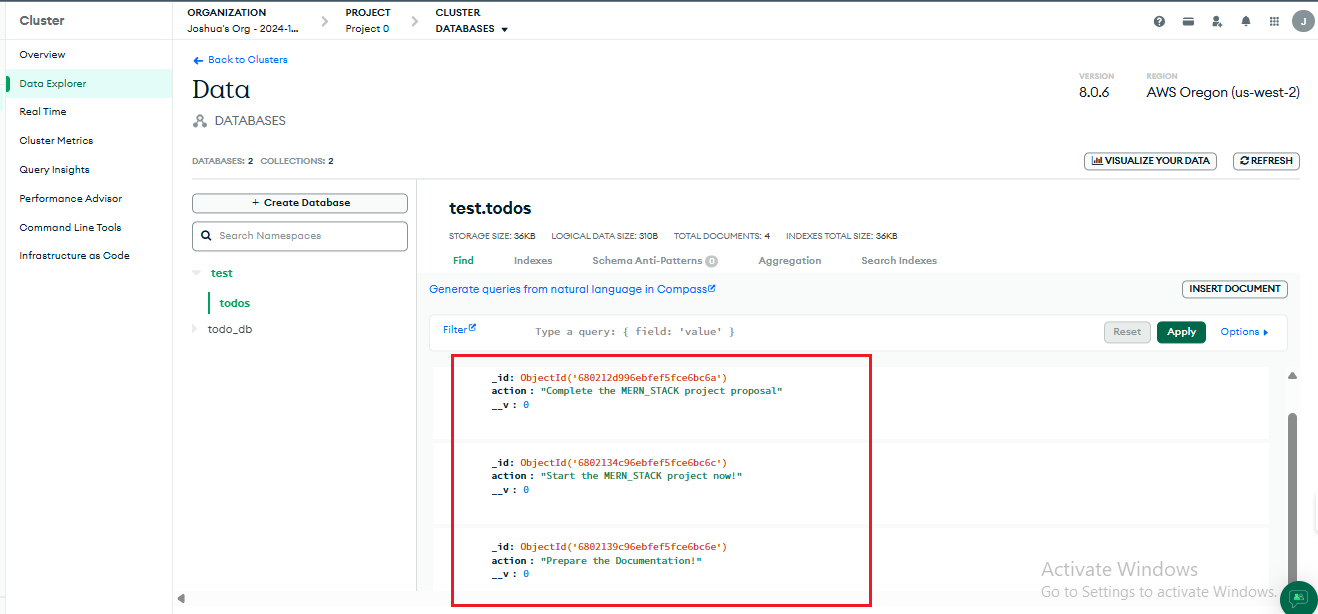 Cluster
ORGANIZATION
Joshua's Org - 2024-1...
PROJECT
Project 0
CLUSTER
DATABASES
J
Overview
Data Explorer
Real Time
Cluster Metrics
Query Insights
Performance Advisor
Command Line Tools
Infrastructure as Code
Back to Clusters
Data
DATABASES
VERSION
8.0.6
REGION
AWS Oregon (us-west-2)
DATABASES: 2 COLLECTIONS: 2
VISUALIZE YOUR DATA
REFRESH
+ Create Database
Search Namespaces
test
todos
todo_db
test.todos
STORAGE SIZE: 36KB LOGICAL DATA SIZE: 310B TOTAL DOCUMENTS: 4 INDEXES TOTAL SIZE: 36KB
Find Indexes Schema Anti-Patterns 0 Aggregation Search Indexes
Generate queries from natural language in Compass
INSERT DOCUMENT
Filter
Type a query: { field: 'value' }
Reset
Apply
Options
_id: ObjectId('680212d996ebfef5fce6bc6a')
action : "Complete the MERN_STACK project proposal"
__v : 0
_id: ObjectId('6802134c96ebfef5fce6bc6c')
action : "Start the MERN_STACK project now!"
__v : 0
_id: ObjectId('6802139c96ebfef5fce6bc6e')
action : "Prepare the Documentation!"
__v : 0
Activate Windows
Go to Settings to activate Windows.